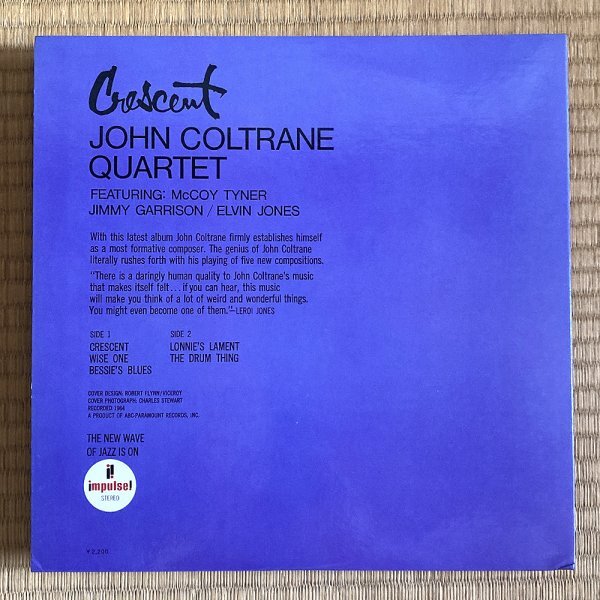 Crescent
JOHN COLTRANE
QUARTET
FEATURING: McCOY TYNER
JIMMY GARRISON / ELVIN JONES
With this latest album John Coltrane firmly establishes himself
as a most formative composer. The genius of John Coltrane
literally rushes forth with his playing of five new compositions.
"There is a daringly human quality to John Coltrane's music
that makes itself felt...if you can hear, this music
will make you think of a lot of weird and wonderful things.
You might even become one of them."—LEROI JONES
SIDE 1
CRESCENT
WISE ONE
BESSIE'S BLUES
SIDE 2
LONNIE'S LAMENT
THE DRUM THING
COVER DESIGN: ROBERT FLYNN/VICEROY
COVER PHOTOGRAPH: CHARLES STEWART
RECORDED 1964
A PRODUCT OF ABC-PARAMOUNT RECORDS, INC.
THE NEW WAVE
OF JAZZ IS ON
i!
impulse!
STEREO
¥2,200